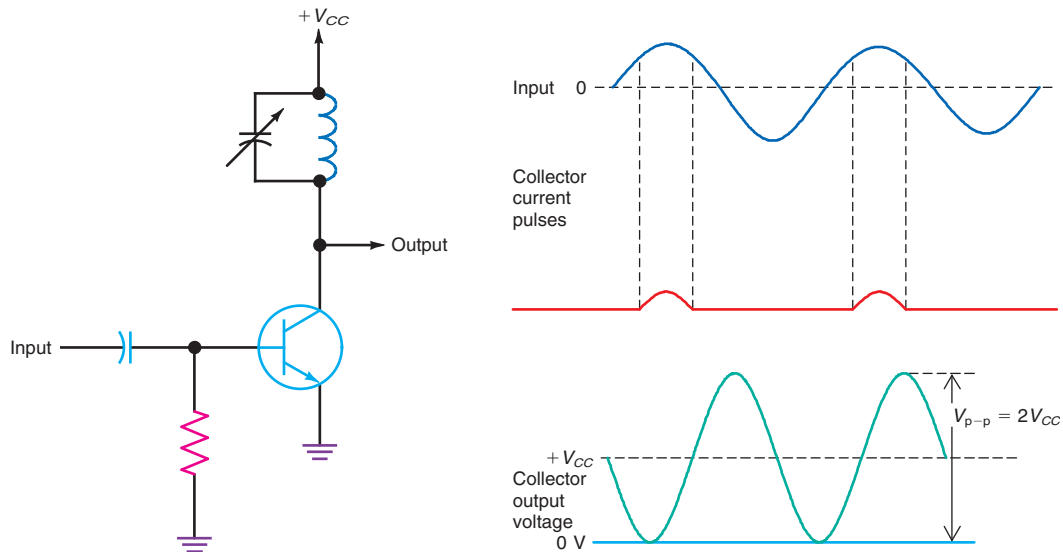 +V_CC
Output
Input
Input 0
Collector
current
pulses
V_p–p = 2V_CC
+V_CC
Collector
output
voltage
0 V